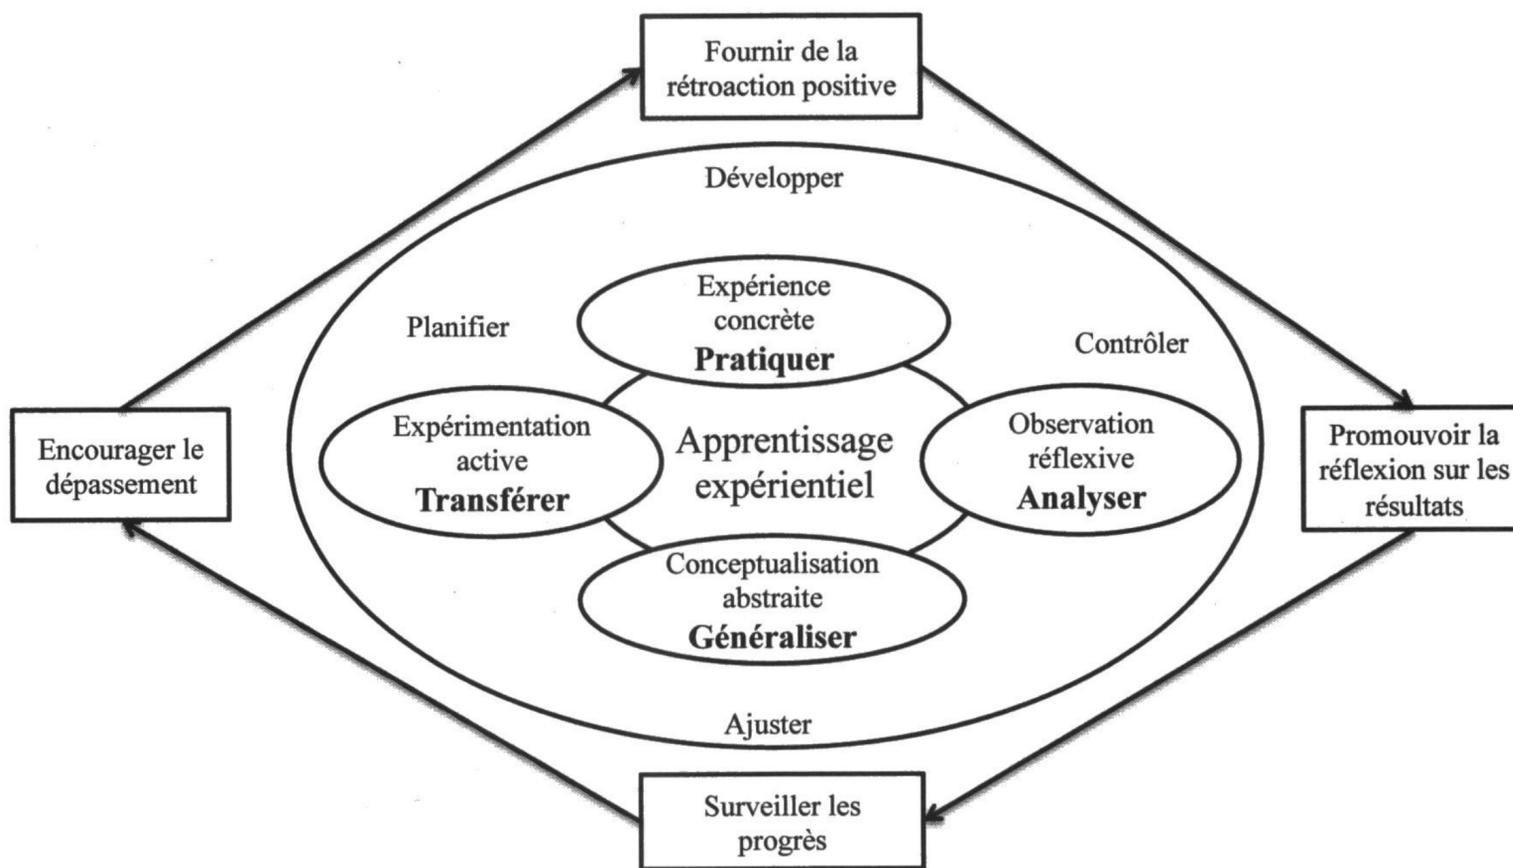 Fournir de la
rétroaction positive
Développer
Planifier
Expérience
concrète
Pratiquer
Contrôler
Encourager le
dépassement
Expérimentation
active
Transférer
Apprentissage
expérientiel
Observation
réflexive
Analyser
Promouvoir la
réflexion sur les
résultats
Conceptualisation
abstraite
Généraliser
Ajuster
Surveiller les
progrès